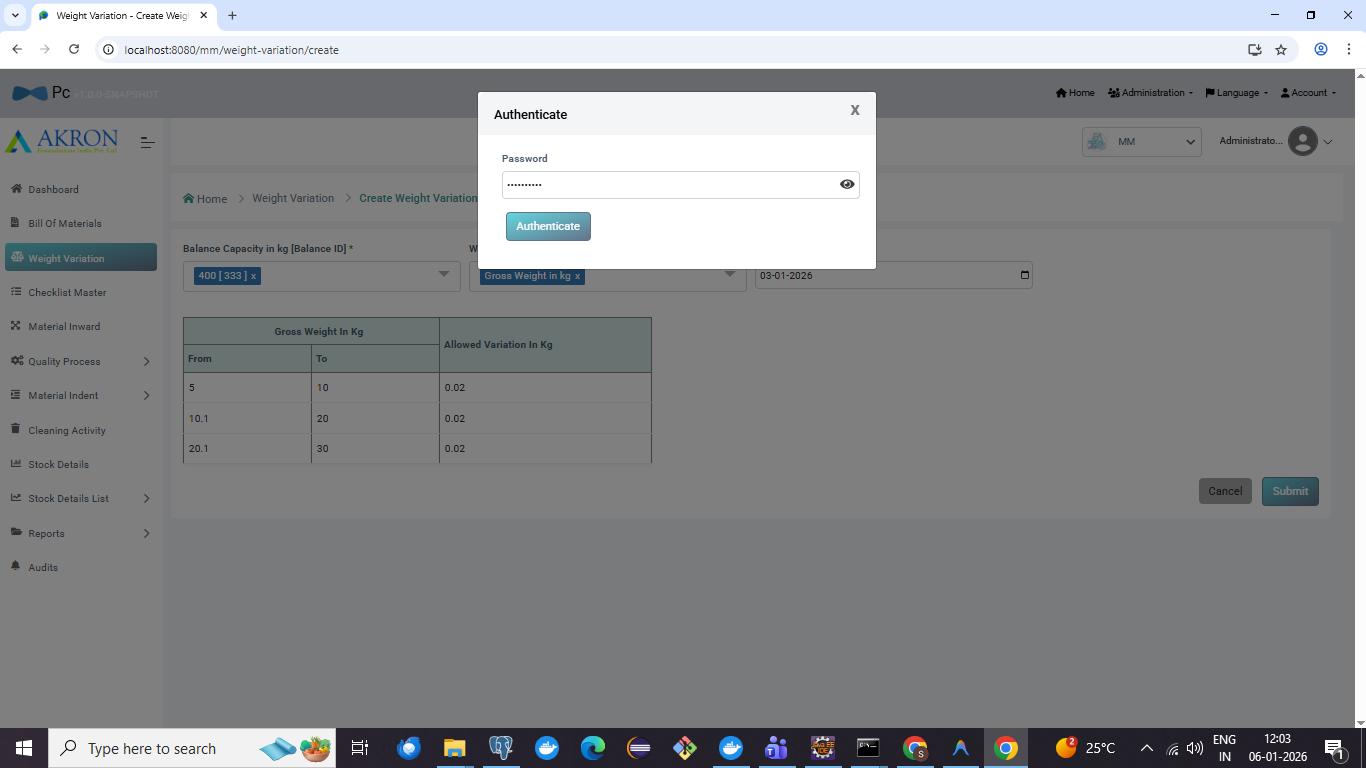 Weight Variation - Create Weig
localhost:8080/mm/weight-variation/create
Pc v1.0.0-SNAPSHOT
Home Administration Language Account
AKRON
MM
Administrato...
Dashboard
Bill Of Materials
Weight Variation
Checklist Master
Material Inward
Quality Process
Material Indent
Cleaning Activity
Stock Details
Stock Details List
Reports
Audits
Home > Weight Variation > Create Weight Variation
Authenticate X
Password
••••••••••
Authenticate
Balance Capacity in kg [Balance ID] * W
400 [ 333 ] x Gross Weight in kg x 03-01-2026
Gross Weight In Kg Allowed Variation In Kg
From To
5 10 0.02
10.1 20 0.02
20.1 30 0.02
Cancel Submit
Type here to search
25°C
ENG
IN
12:03
06-01-2026